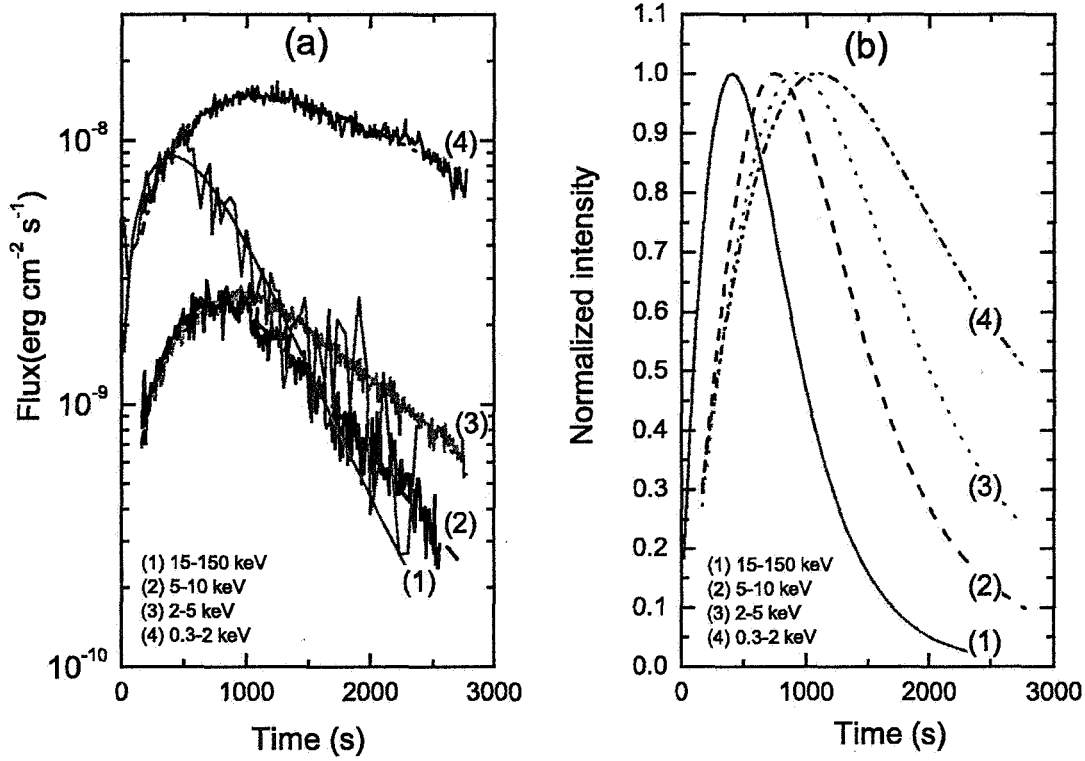 (a)
Flux(erg cm⁻² s⁻¹)
10⁻⁸
10⁻⁹
10⁻¹⁰
(4)
(3)
(2)
(1)
(1) 15-150 keV
(2) 5-10 keV
(3) 2-5 keV
(4) 0.3-2 keV
0 1000 2000 3000
Time (s)
(b)
Normalized intensity
1.1
1.0
0.9
0.8
0.7
0.6
0.5
0.4
0.3
0.2
0.1
0.0
(4)
(3)
(2)
(1)
(1) 15-150 keV
(2) 5-10 keV
(3) 2-5 keV
(4) 0.3-2 keV
0 1000 2000 3000
Time (s)